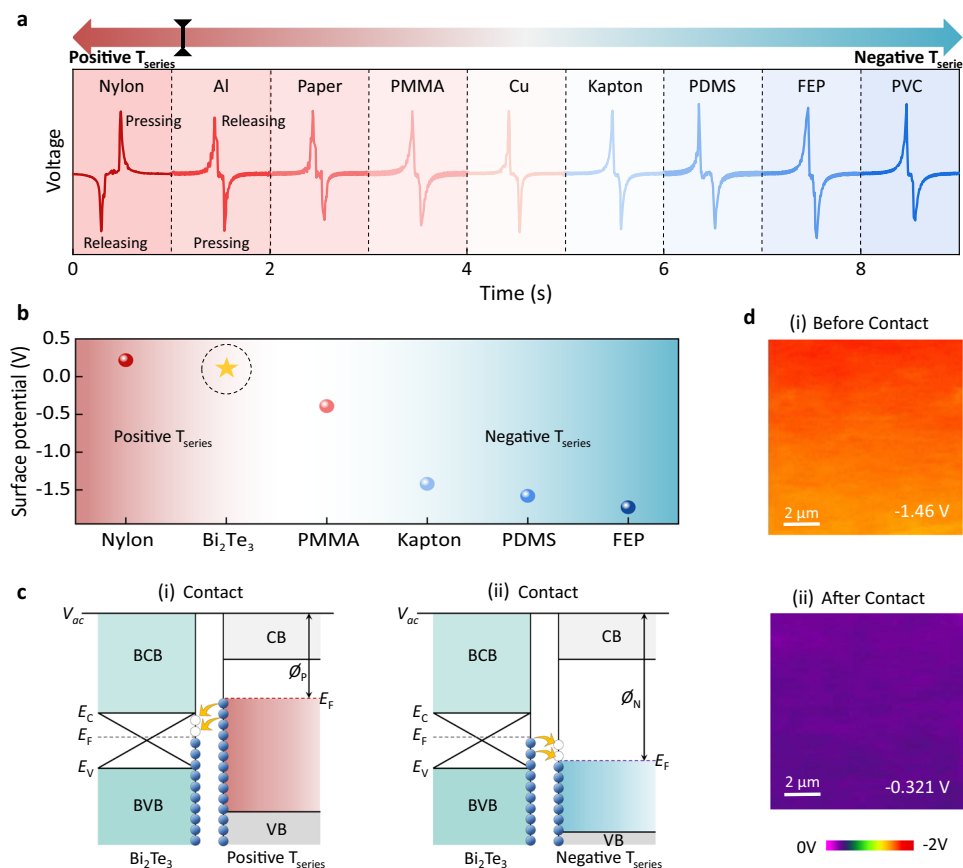 a
Positive Tseries
Negative Tserie
Nylon Al Paper PMMA Cu Kapton PDMS FEP PVC
Pressing Releasing
Voltage
Releasing Pressing
0 2 4 6 8
Time (s)
b
Surface potential (V)
0.5
0.0
-0.5
-1.0
-1.5
Positive Tseries
Negative Tseries
Nylon Bi2Te3 PMMA Kapton PDMS FEP
c
(i) Contact
Vac
BCB
CB
ØP
EF
EC
EF
EV
BVB
VB
Bi2Te3 Positive Tseries
(ii) Contact
BCB
CB
ØN
EC
EF
EF
EV
BVB
VB
Bi2Te3 Negative Tseries
d
(i) Before Contact
2 μm
-1.46 V
(ii) After Contact
2 μm
-0.321 V
0V -2V